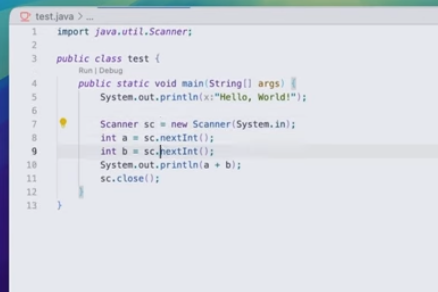 test.java > ...
1 import java.util.Scanner;
2
3 public class test {
Run | Debug
4 public static void main(String[] args) {
5 System.out.println(x:"Hello, World!");
6
7 Scanner sc = new Scanner(System.in);
8 int a = sc.nextInt();
9 int b = sc.nextInt();
10 System.out.println(a + b);
11 sc.close();
12 }
13 }